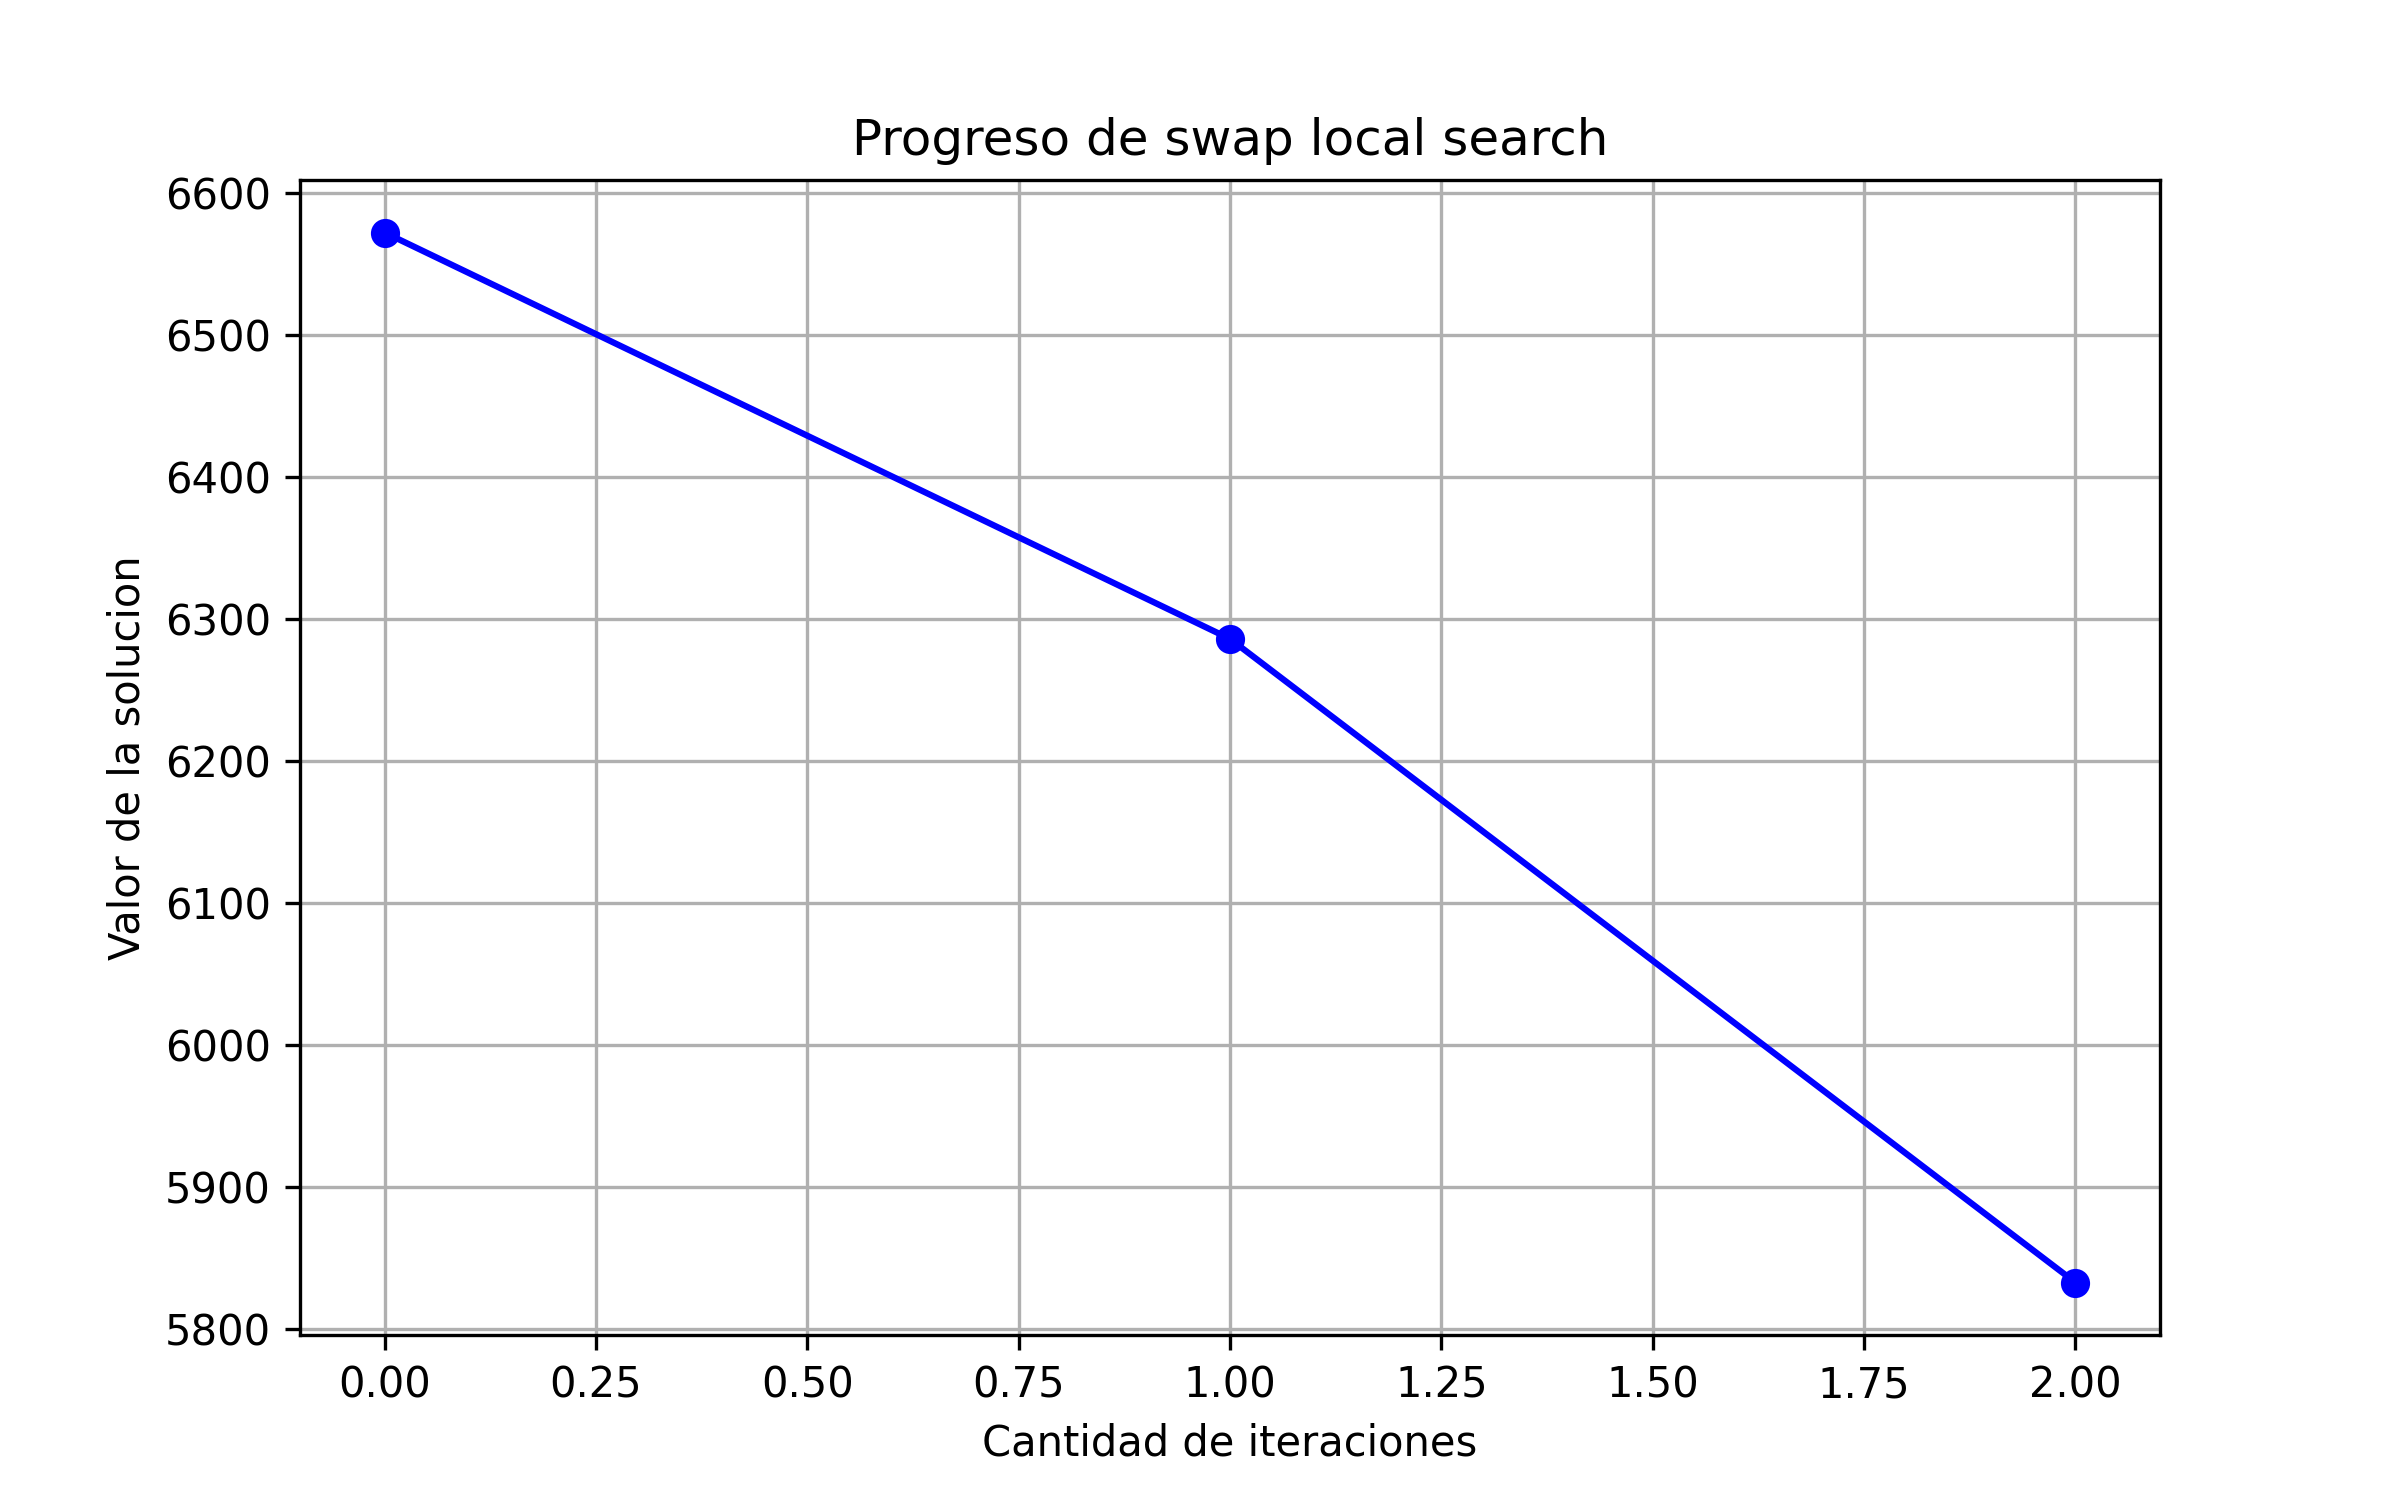 Progreso de swap local search
6600
6500
6400
6300
6200
6100
6000
5900
5800
Valor de la solucion
0.00 0.25 0.50 0.75 1.00 1.25 1.50 1.75 2.00
Cantidad de iteraciones